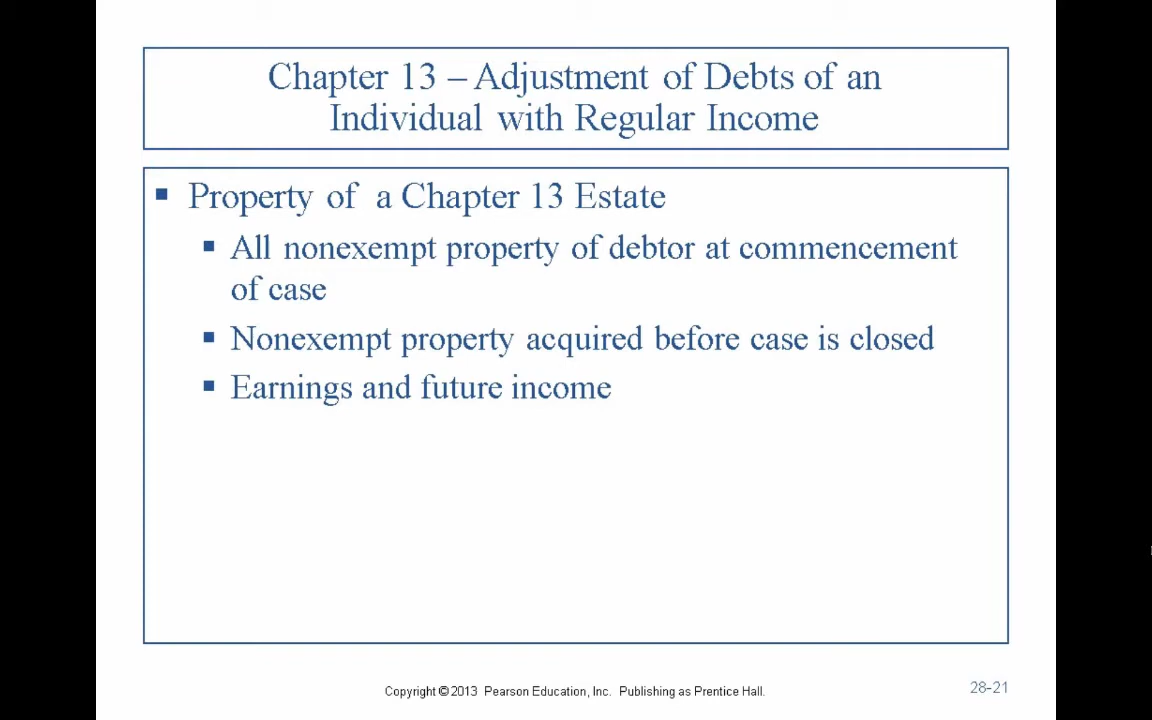 Chapter 13 – Adjustment of Debts of an
Individual with Regular Income
▪ Property of a Chapter 13 Estate
▪ All nonexempt property of debtor at commencement
of case
▪ Nonexempt property acquired before case is closed
▪ Earnings and future income
Copyright © 2013 Pearson Education, Inc. Publishing as Prentice Hall.
28-21